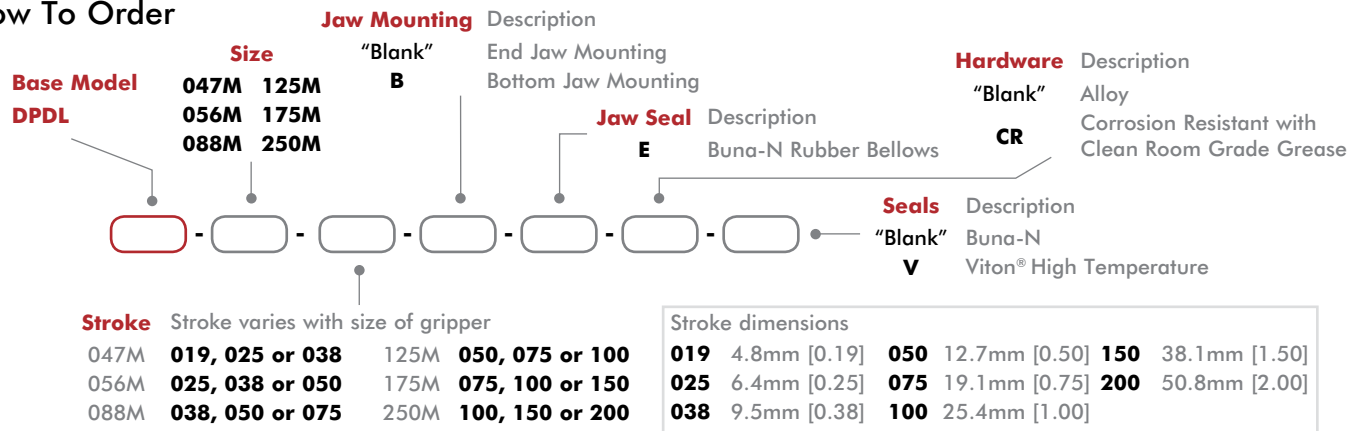 ow To Order
Base Model
DPDL
Size
047M 125M
056M 175M
088M 250M
Jaw Mounting Description
"Blank" End Jaw Mounting
B Bottom Jaw Mounting
Jaw Seal Description
E Buna-N Rubber Bellows
Hardware Description
"Blank" Alloy
CR Corrosion Resistant with
Clean Room Grade Grease
- - - - - -
Seals Description
"Blank" Buna-N
V Viton® High Temperature
Stroke Stroke varies with size of gripper
047M 019, 025 or 038 125M 050, 075 or 100
056M 025, 038 or 050 175M 075, 100 or 150
088M 038, 050 or 075 250M 100, 150 or 200
Stroke dimensions
019 4.8mm [0.19] 050 12.7mm [0.50] 150 38.1mm [1.50]
025 6.4mm [0.25] 075 19.1mm [0.75] 200 50.8mm [2.00]
038 9.5mm [0.38] 100 25.4mm [1.00]